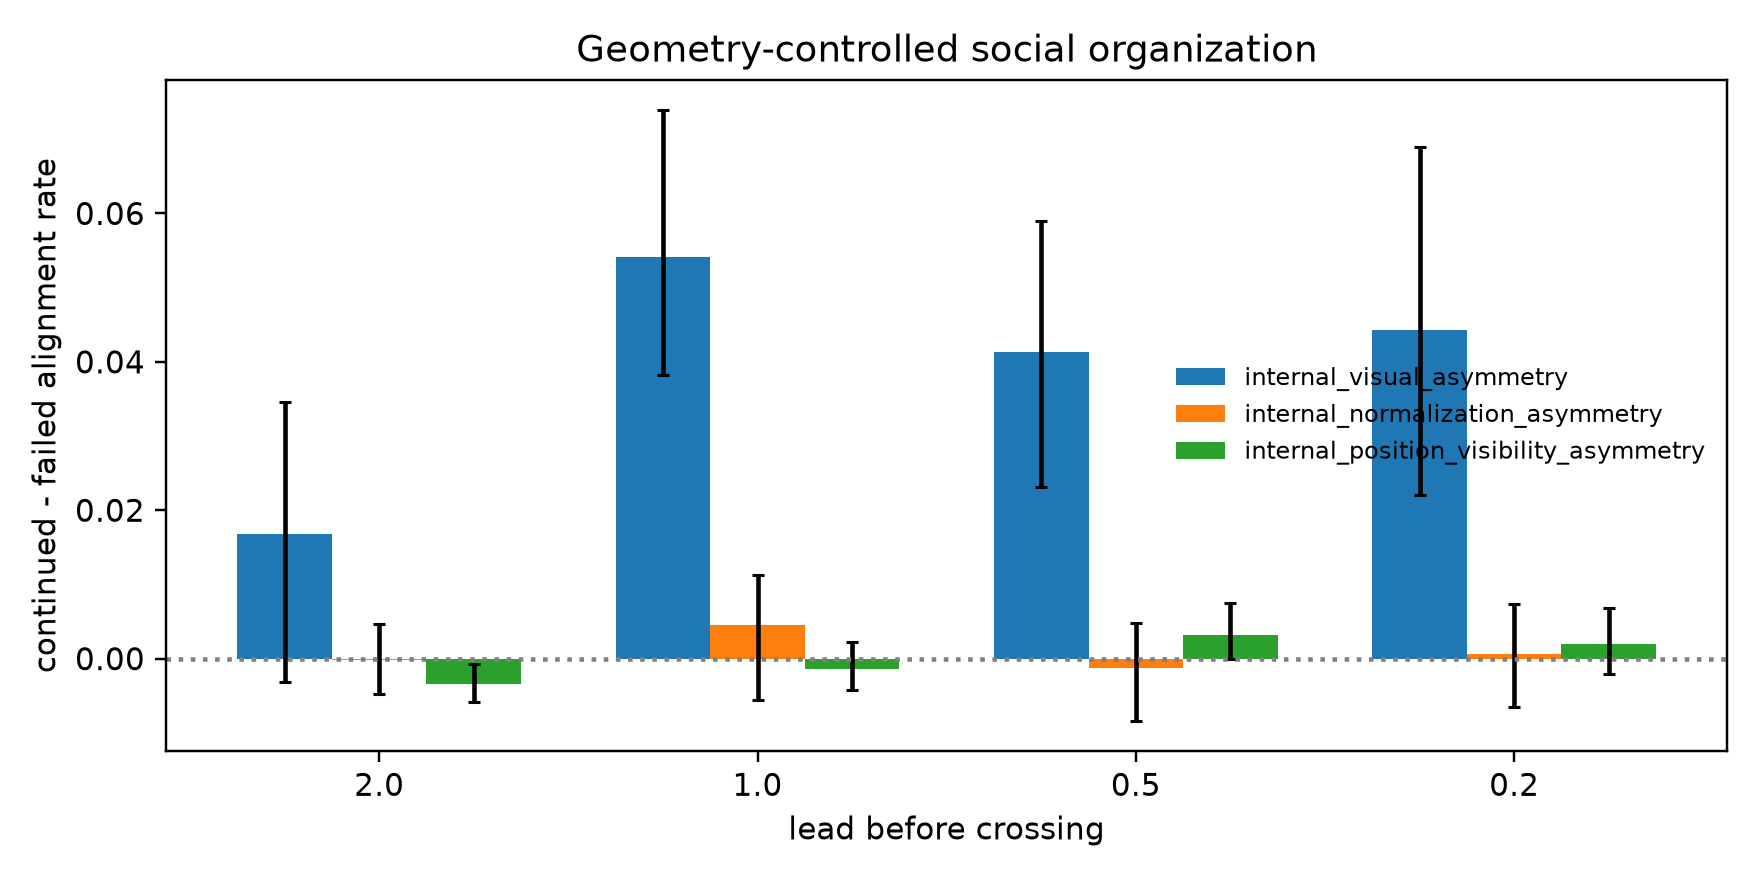 Geometry-controlled social organization
continued - failed alignment rate
0.06
0.04
0.02
0.00
internal_visual_asymmetry
internal_normalization_asymmetry
internal_position_visibility_asymmetry
2.0 1.0 0.5 0.2
lead before crossing